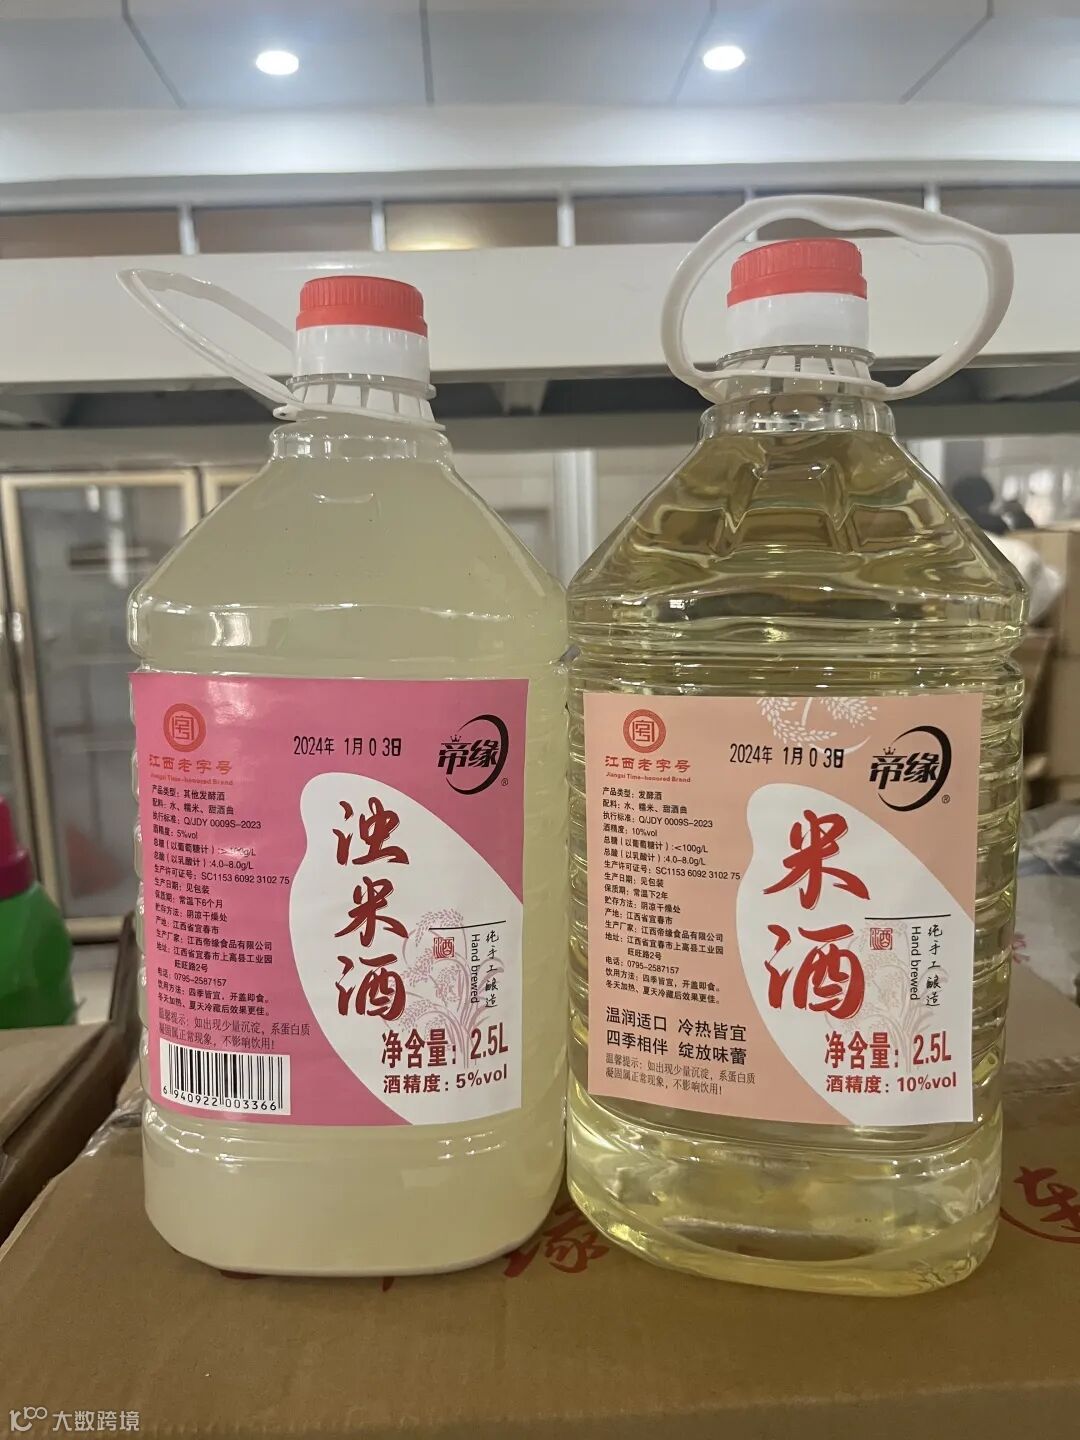 江西老字号
Jiangxi Time-honored Brand
2024年 1月 0 3日
帝缘
®
产品类型：其他发酵酒
配料：水、糯米、甜酒曲
执行标准：Q/JDY 0009S-2023
酒精度：5%vol
总糖（以葡萄糖计）
总酸（以乳酸计）:4.0-8.0g/L
生产许可证号：SC1153 6092 3102 75
生产日期：见包装
保质期：常温下6个月
贮存方法：阴凉干燥处
产地：江西省宜春市
生产厂家：江西帝缘食品有限公司
地址：江西省宜春市上高县工业园
旺旺路2号
电话：0795-2587157
饮用方法：四季皆宜，开盖即食。
冬天加热、夏天冷藏后效果更佳。
温馨提示：如出现少量沉淀，系蛋白质
凝固属正常现象，不影响饮用！
6 940922 003366
浊米酒
酒
纯手工酿造
Hand brewed
净含量：2.5L
酒精度：5%vol
江西老字号
Jiangxi Time-honored Brand
2024年 1月 0 3日
帝缘
®
产品类型：发酵酒
配料：水、糯米、甜酒曲
执行标准：Q/JDY 0009S-2023
酒精度：10%vol
总糖（以葡萄糖计）:≤100g/L
总酸（以乳酸计）:4.0-8.0g/L
生产许可证号：SC1153 6092 3102 75
生产日期：见包装
保质期：常温下2年
贮存方法：阴凉干燥处
产地：江西省宜春市
生产厂家：江西帝缘食品有限公司
地址：江西省宜春市上高县工业园
旺旺路2号
电话：0795-2587157
饮用方法：四季皆宜，开盖即食。
冬天加热、夏天冷藏后效果更佳。
温润适口 冷热皆宜
四季相伴 绽放味蕾
温馨提示：如出现少量沉淀，系蛋白质
凝固属正常现象，不影响饮用！
米酒
酒
纯手工酿造
Hand brewed
净含量：2.5L
酒精度：10%vol
缘
大数跨境